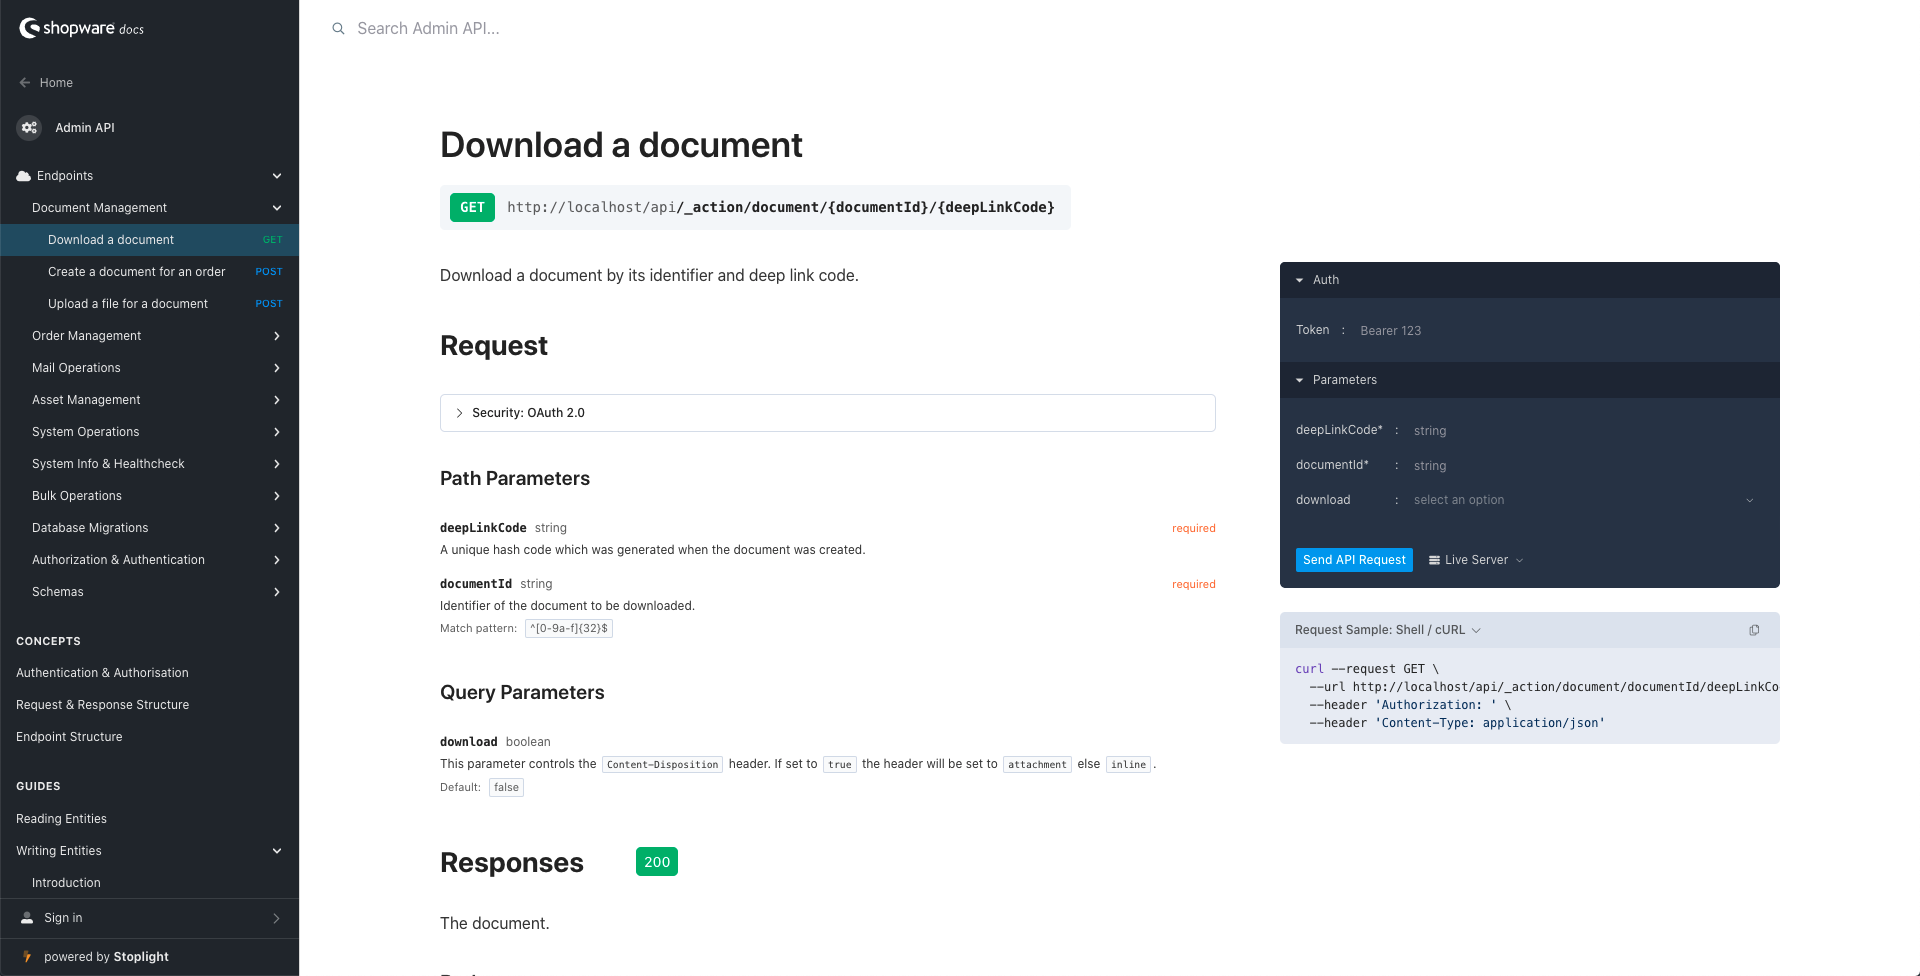 shopware docs
Search Admin API...
Home
Admin API
Endpoints
Document Management
Download a document GET
Create a document for an order POST
Upload a file for a document POST
Order Management
Mail Operations
Asset Management
System Operations
System Info & Healthcheck
Bulk Operations
Database Migrations
Authorization & Authentication
Schemas
CONCEPTS
Authentication & Authorisation
Request & Response Structure
Endpoint Structure
GUIDES
Reading Entities
Writing Entities
Introduction
Sign in
powered by Stoplight
Download a document
GET http://localhost/api/_action/document/{documentId}/{deepLinkCode}
Download a document by its identifier and deep link code.
Request
Security: OAuth 2.0
Path Parameters
deepLinkCode string required
A unique hash code which was generated when the document was created.
documentId string required
Identifier of the document to be downloaded.
Match pattern: ^[0-9a-f]{32}$
Query Parameters
download boolean
This parameter controls the Content-Disposition header. If set to true the header will be set to attachment else inline .
Default: false
Responses 200
The document.
Auth
Token : Bearer 123
Parameters
deepLinkCode* : string
documentId* : string
download : select an option
Send API Request Live Server
Request Sample: Shell / cURL
curl --request GET \
--url http://localhost/api/_action/document/documentId/deepLinkCo
--header 'Authorization: ' \
--header 'Content-Type: application/json'